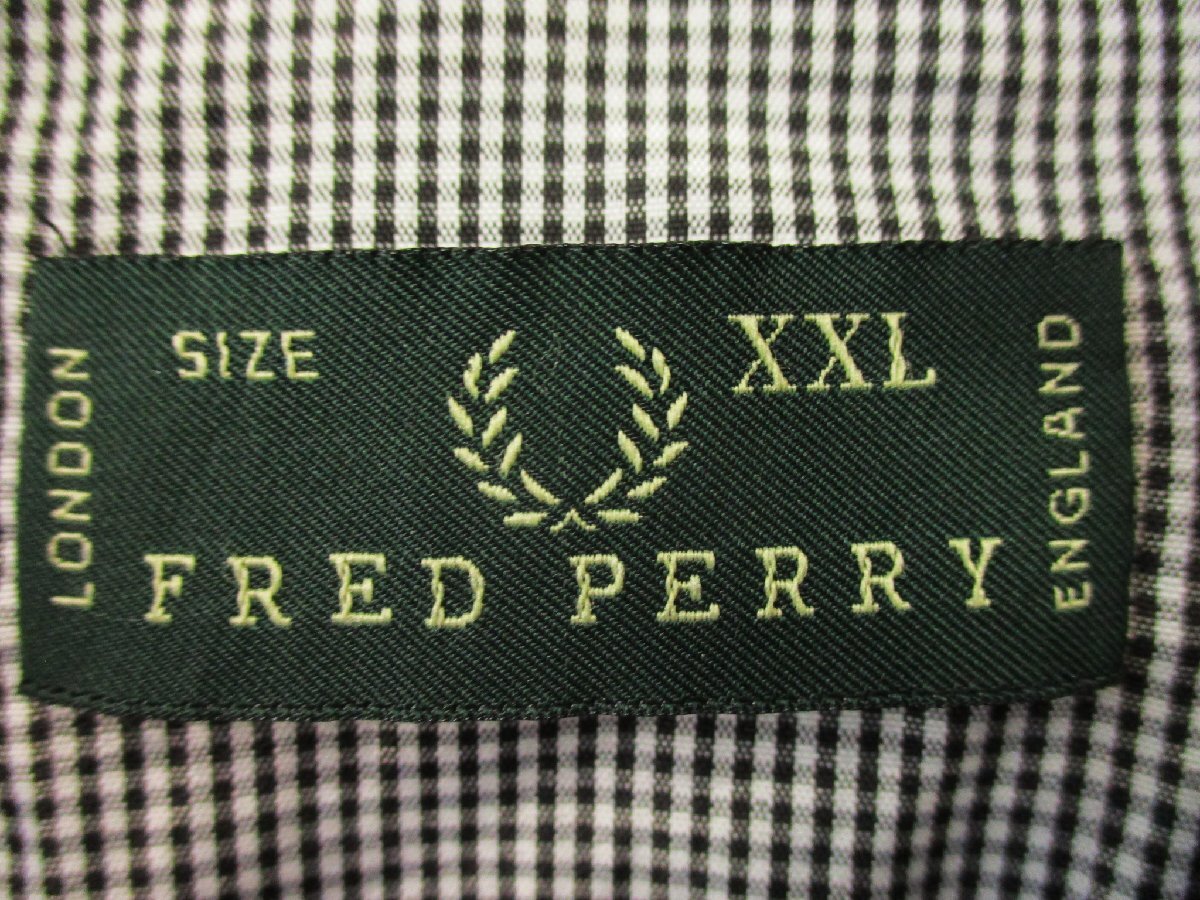 LONDON
SIZE XXL
FRED PERRY
ENGLAND